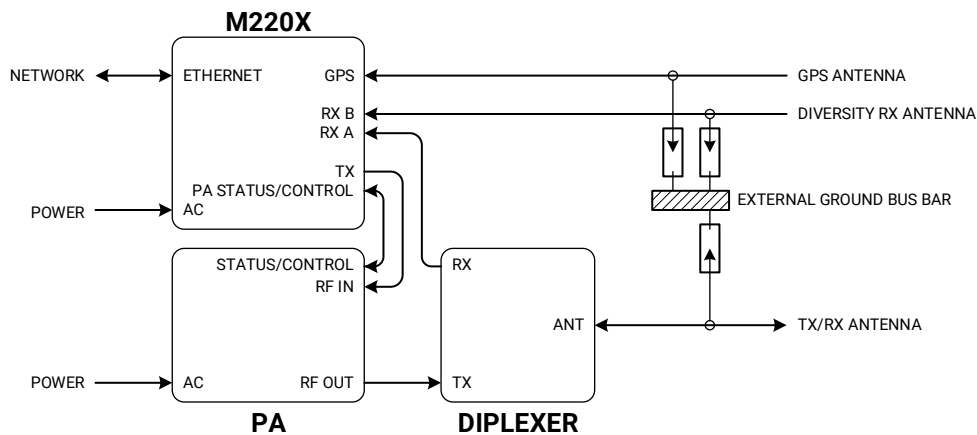 M220X
NETWORK
ETHERNET
GPS
GPS ANTENNA
RX B
DIVERSITY RX ANTENNA
RX A
TX
PA STATUS/CONTROL
EXTERNAL GROUND BUS BAR
POWER
AC
STATUS/CONTROL
RX
RF IN
ANT
TX/RX ANTENNA
POWER
AC
RF OUT
TX
PA
DIPLEXER